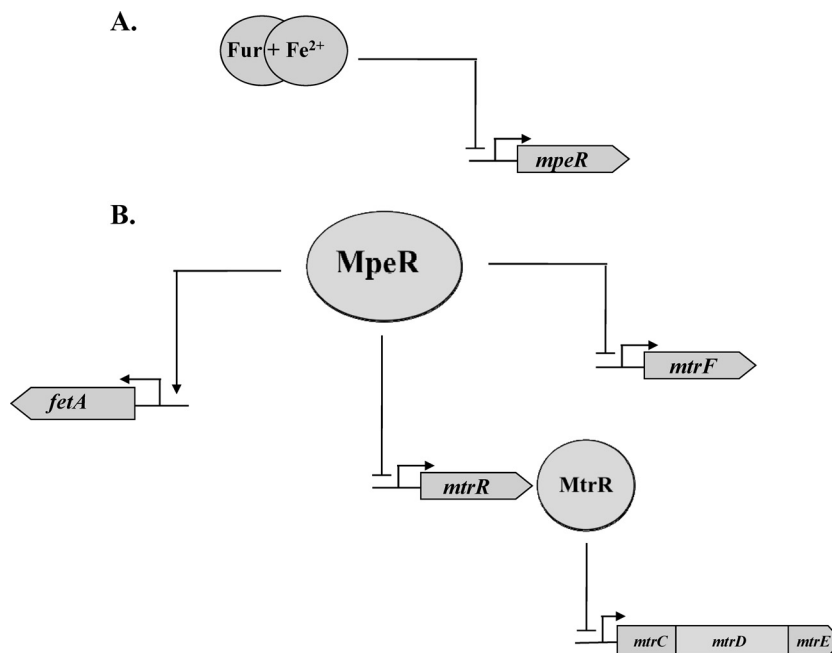 A.
Fur + Fe²⁺
mpeR
B.
MpeR
mtrF
fetA
mtrR
MtrR
mtrC mtrD mtrE